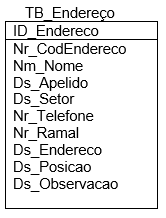 TB_Endereço
ID_Endereco
Nr_CodEndereco
Nm_Nome
Ds_Apelido
Ds_Setor
Nr_Telefone
Nr_Ramal
Ds_Endereco
Ds_Posicao
Ds_Observacao